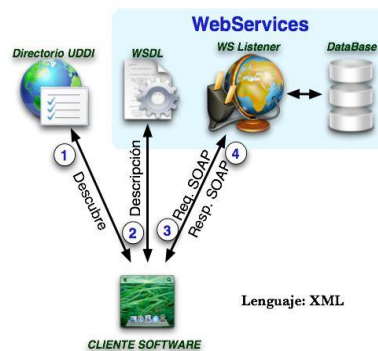 WebServices
Directorio UDDI
WSDL
WS Listener
DataBase
1
Descubre
2
Descripción
3
Req. SOAP
4
Resp. SOAP
Lenguaje: XML
CLIENTE SOFTWARE